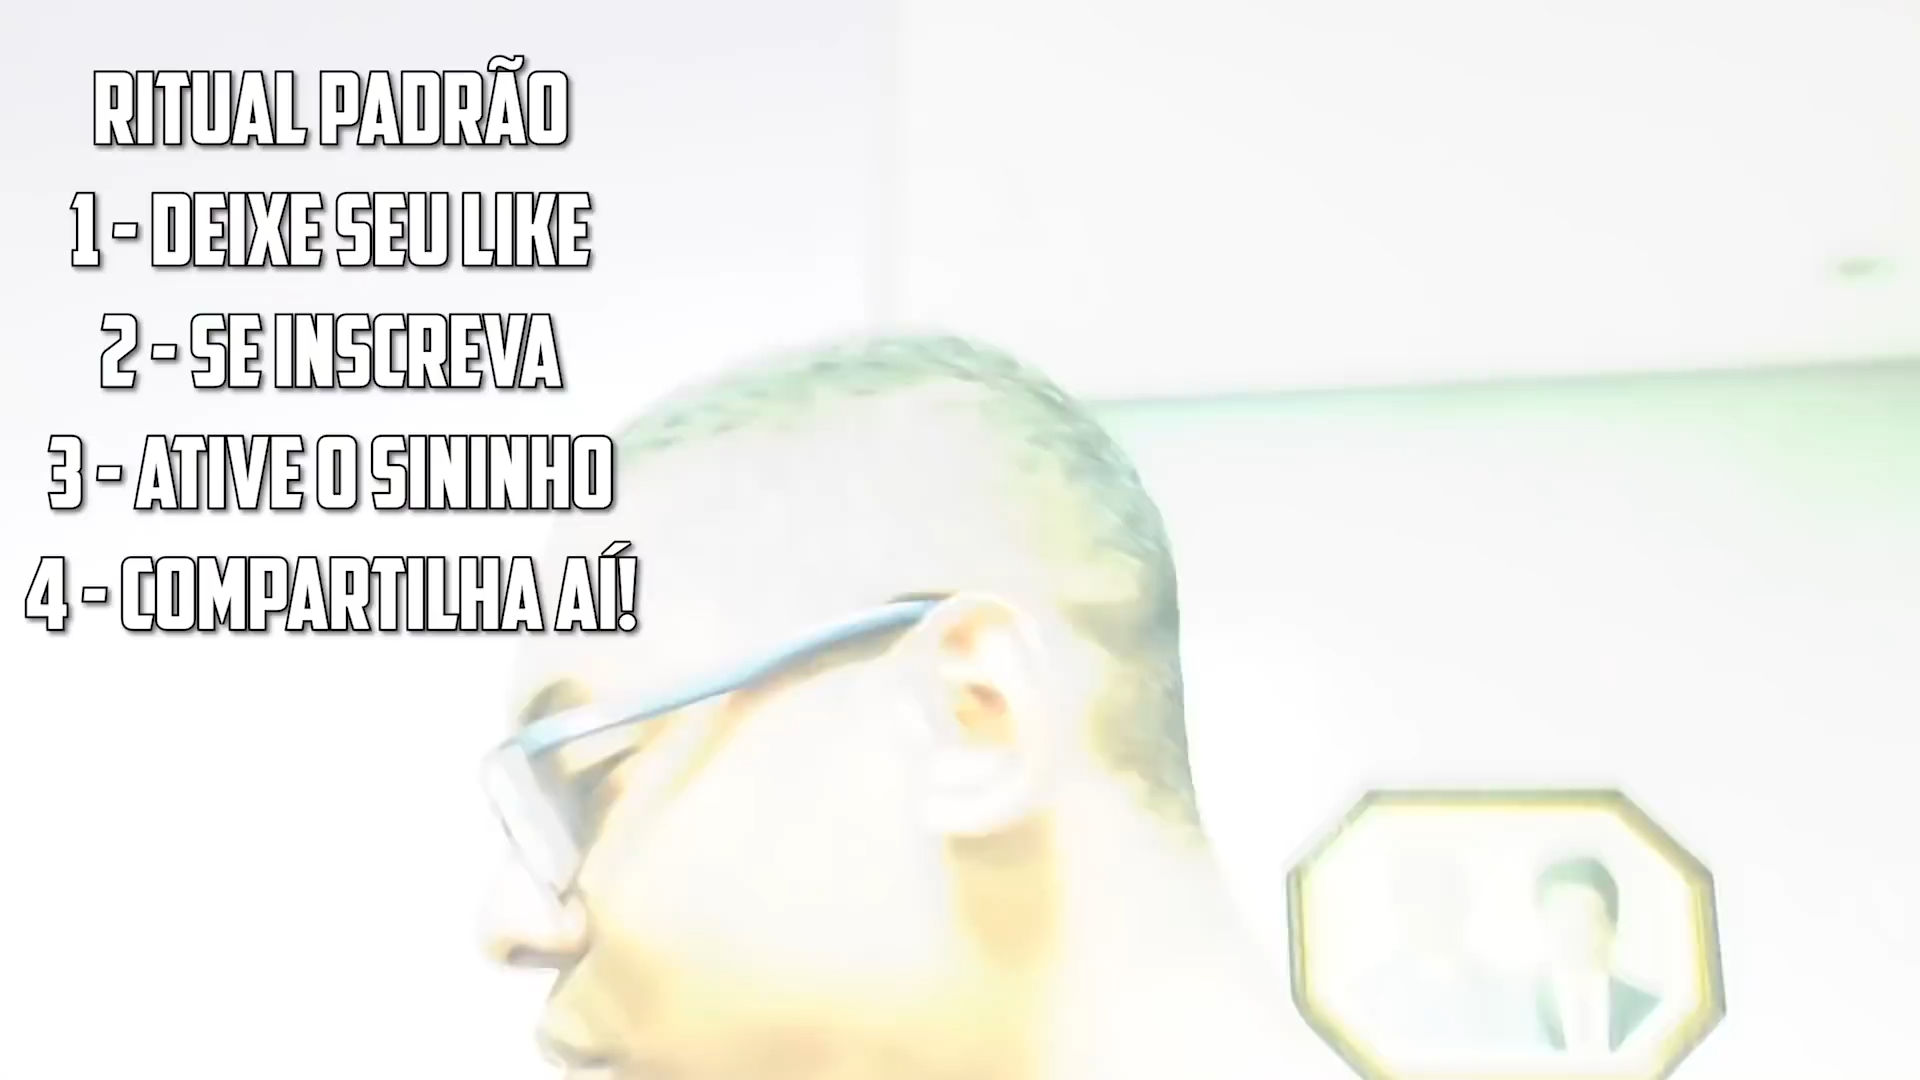 RITUAL PADRÃO
1 - DEIXE SEU LIKE
2 - SE INSCREVA
3 - ATIVE O SININHO
4 - COMPARTILHA AÍ!